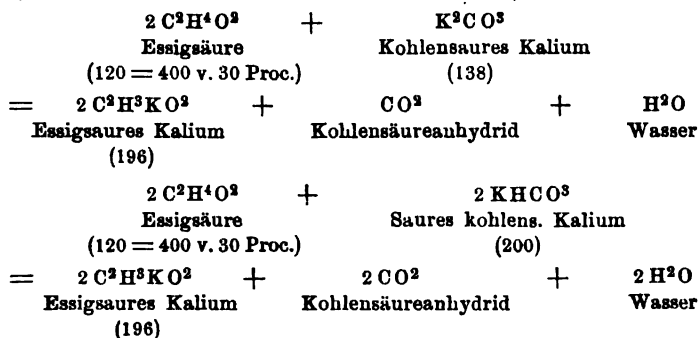 2 C²H⁴O² + K²CO³
Essigsäure Kohlensaures Kalium
(120 = 400 v. 30 Proc.) (138)
= 2 C²H³KO² + CO² + H²O
Essigsaures Kalium Kohlensäureanhydrid Wasser
(196)
2 C²H⁴O² + 2 KHCO³
Essigsäure Saures kohlens. Kalium
(120 = 400 v. 30 Proc.) (200)
= 2 C²H³KO² + 2 CO² + 2 H²O
Essigsaures Kalium Kohlensäureanhydrid Wasser
(196)